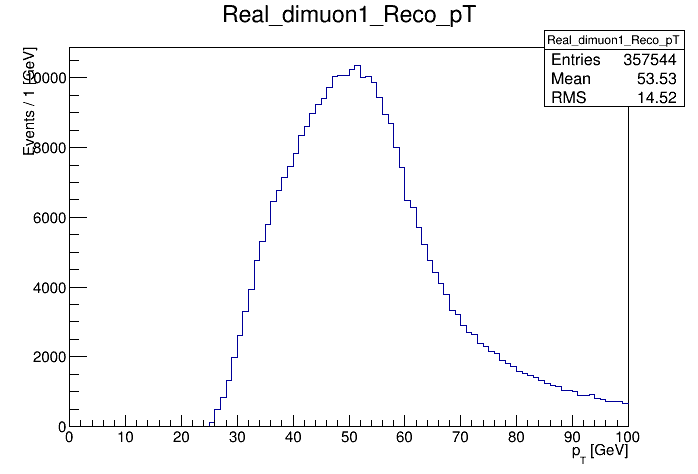 Real_dimuon1_Reco_pT
Real_dimuon1_Reco_pT
Entries 357544
Mean 53.53
RMS 14.52
Events / 1 [GeV]
10000
8000
6000
4000
2000
0
0 10 20 30 40 50 60 70 80 90 100
pT [GeV]